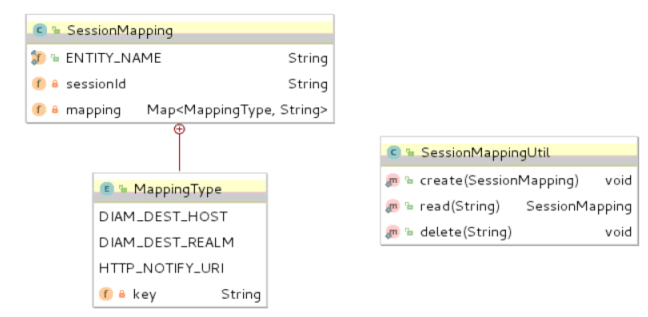 SessionMapping
ENTITY_NAME String
sessionId String
mapping Map<MappingType, String>
MappingType
DIAM_DEST_HOST
DIAM_DEST_REALM
HTTP_NOTIFY_URI
key String
SessionMappingUtil
create(SessionMapping) void
read(String) SessionMapping
delete(String) void